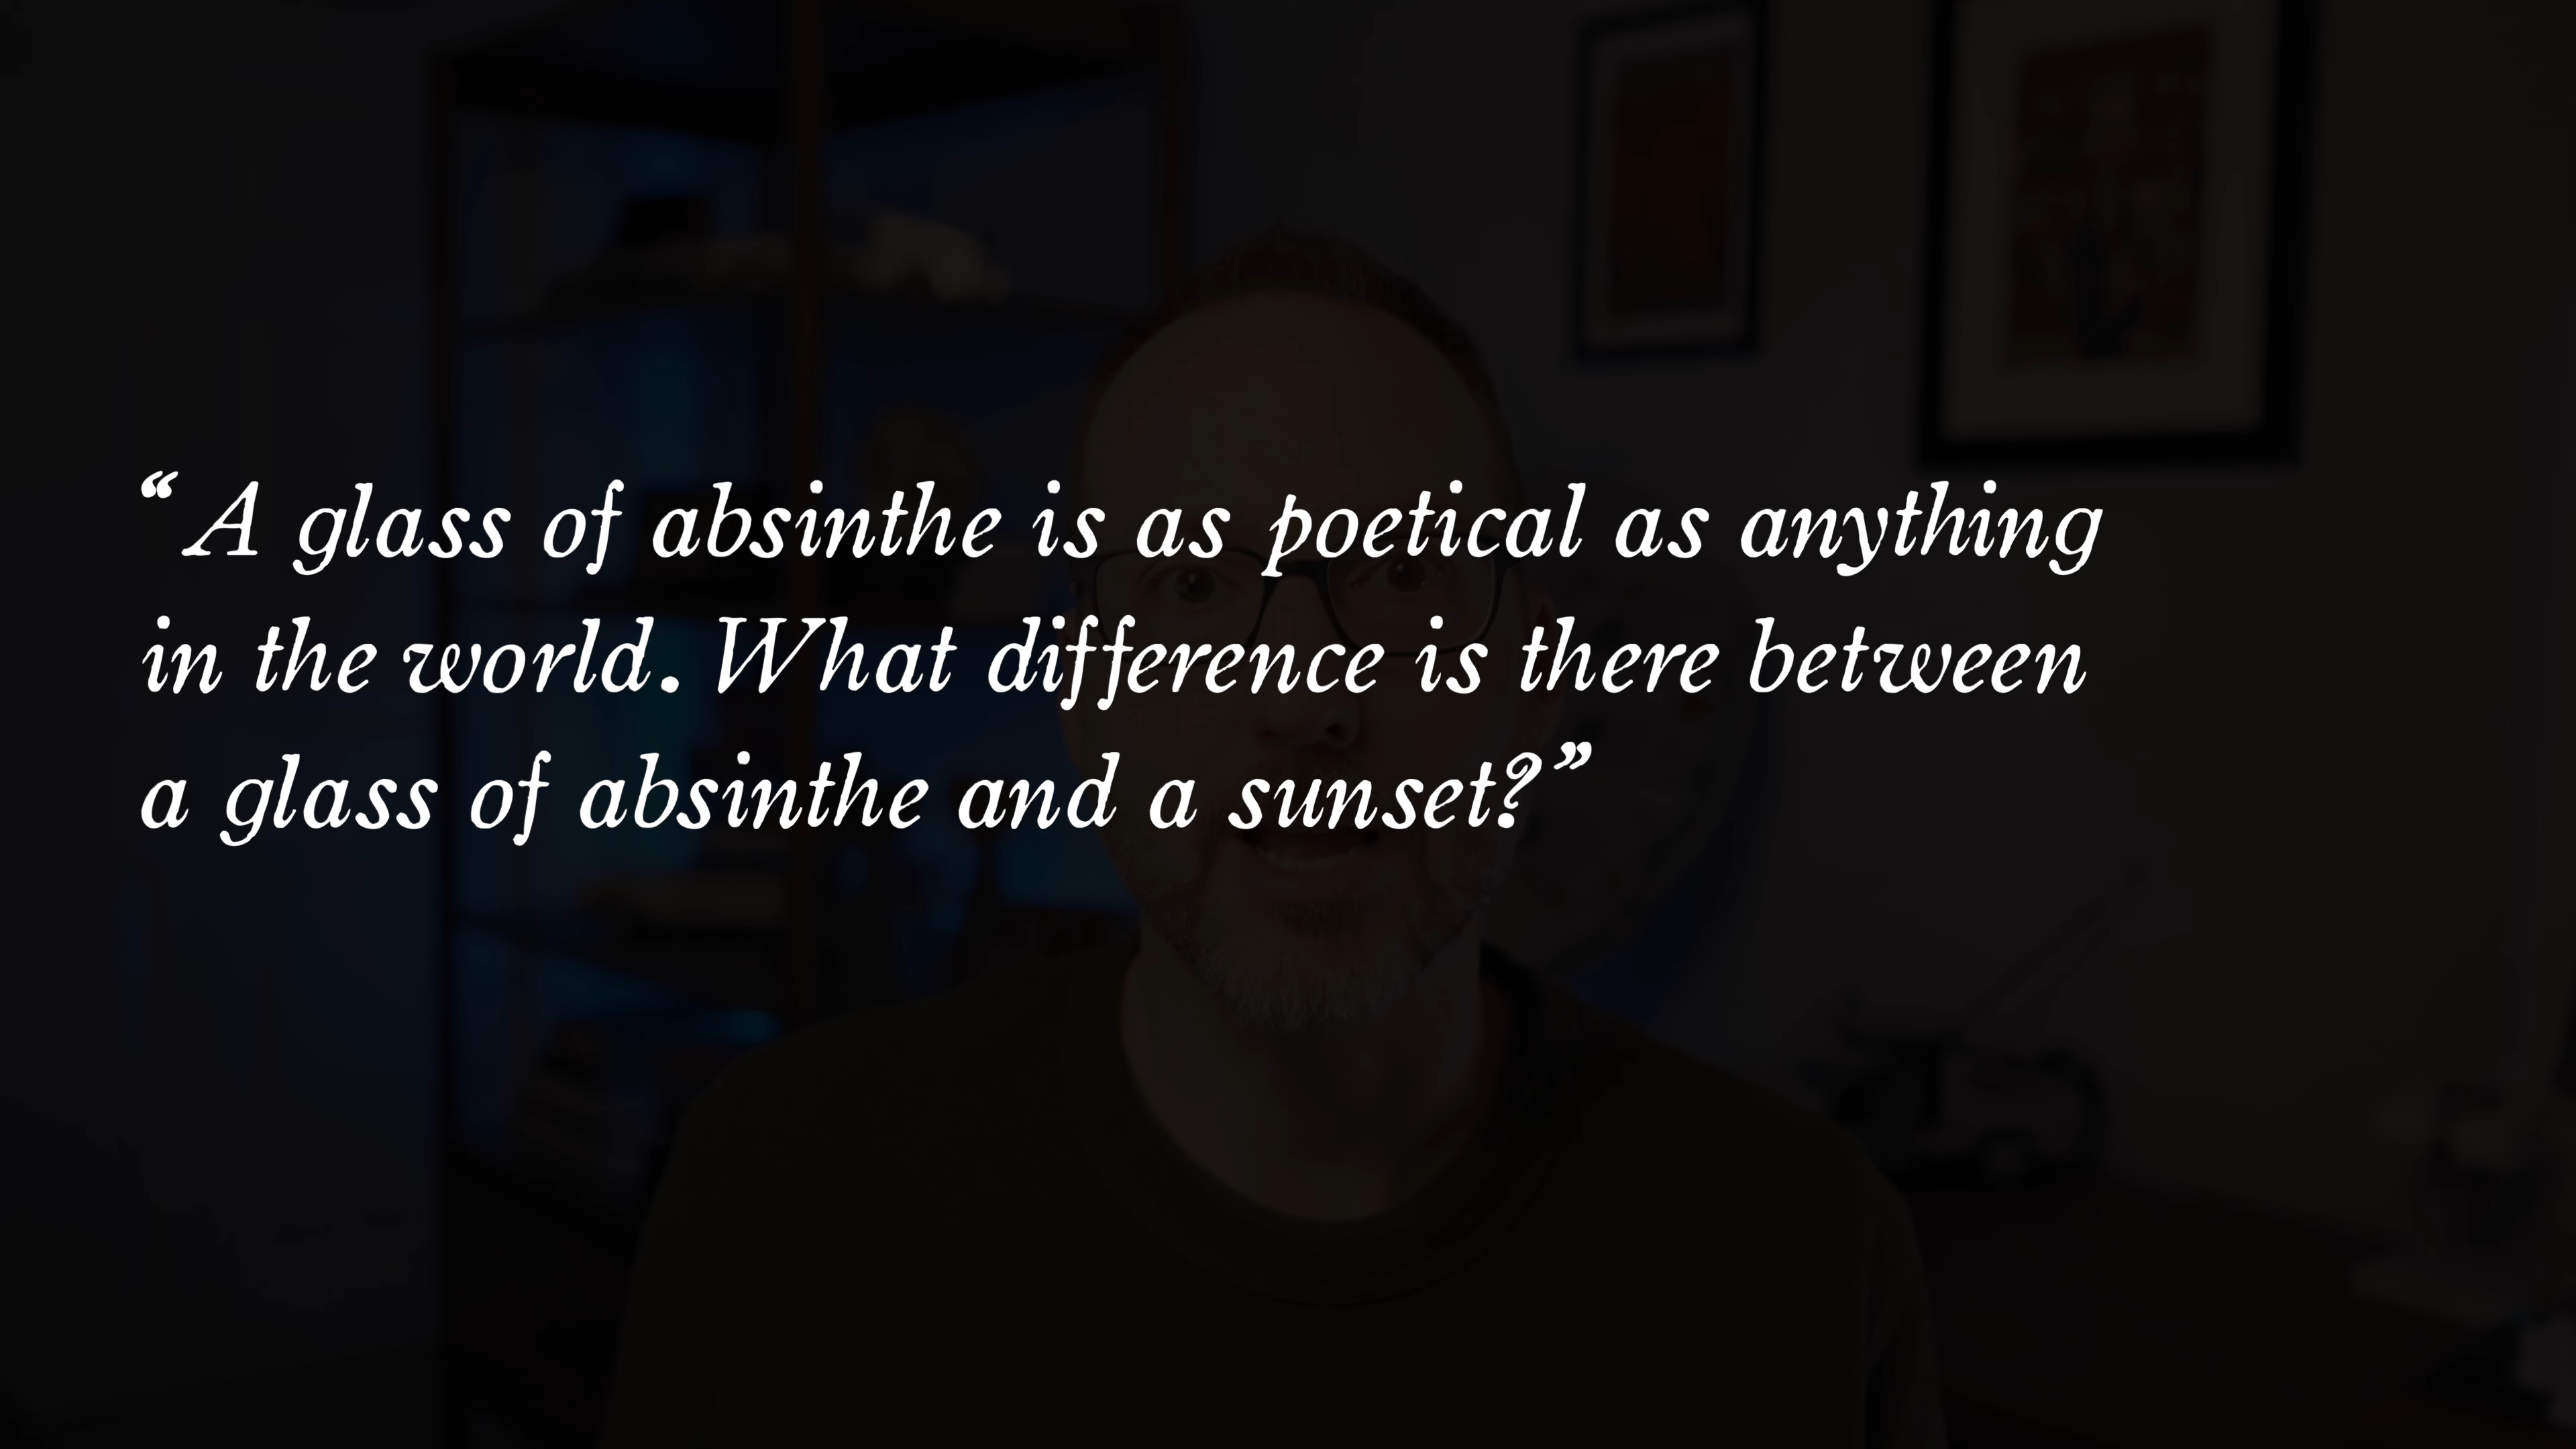 “A glass of absinthe is as poetical as anything
in the world. What difference is there between
a glass of absinthe and a sunset?”